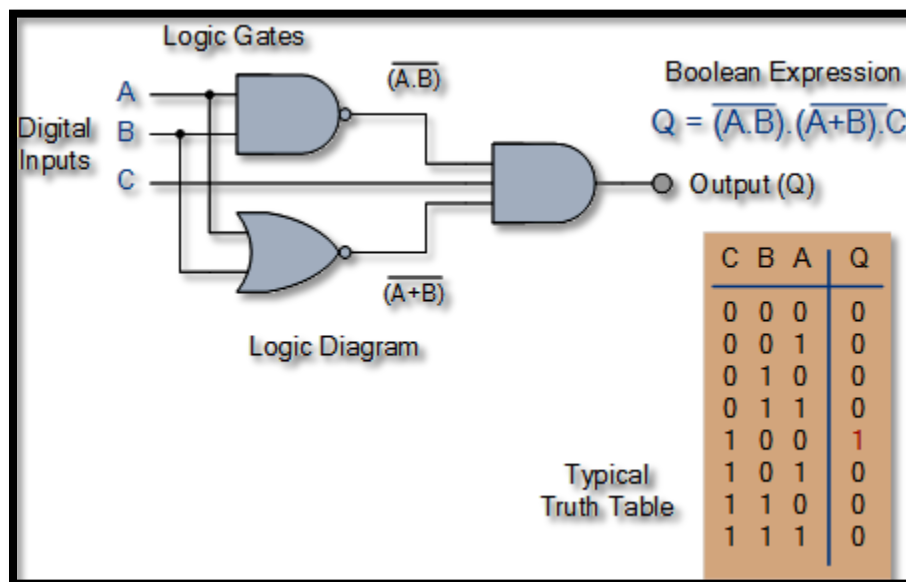 Logic Gates
A
B
C
Digital
Inputs
(A.B)̅
(A+B)̅
Logic Diagram
Boolean Expression
Q = (A.B)̅.(A+B)̅.C
Output (Q)
C B A Q
0 0 0 0
0 0 1 0
0 1 0 0
0 1 1 0
1 0 0 1
1 0 1 0
1 1 0 0
1 1 1 0
Typical
Truth Table